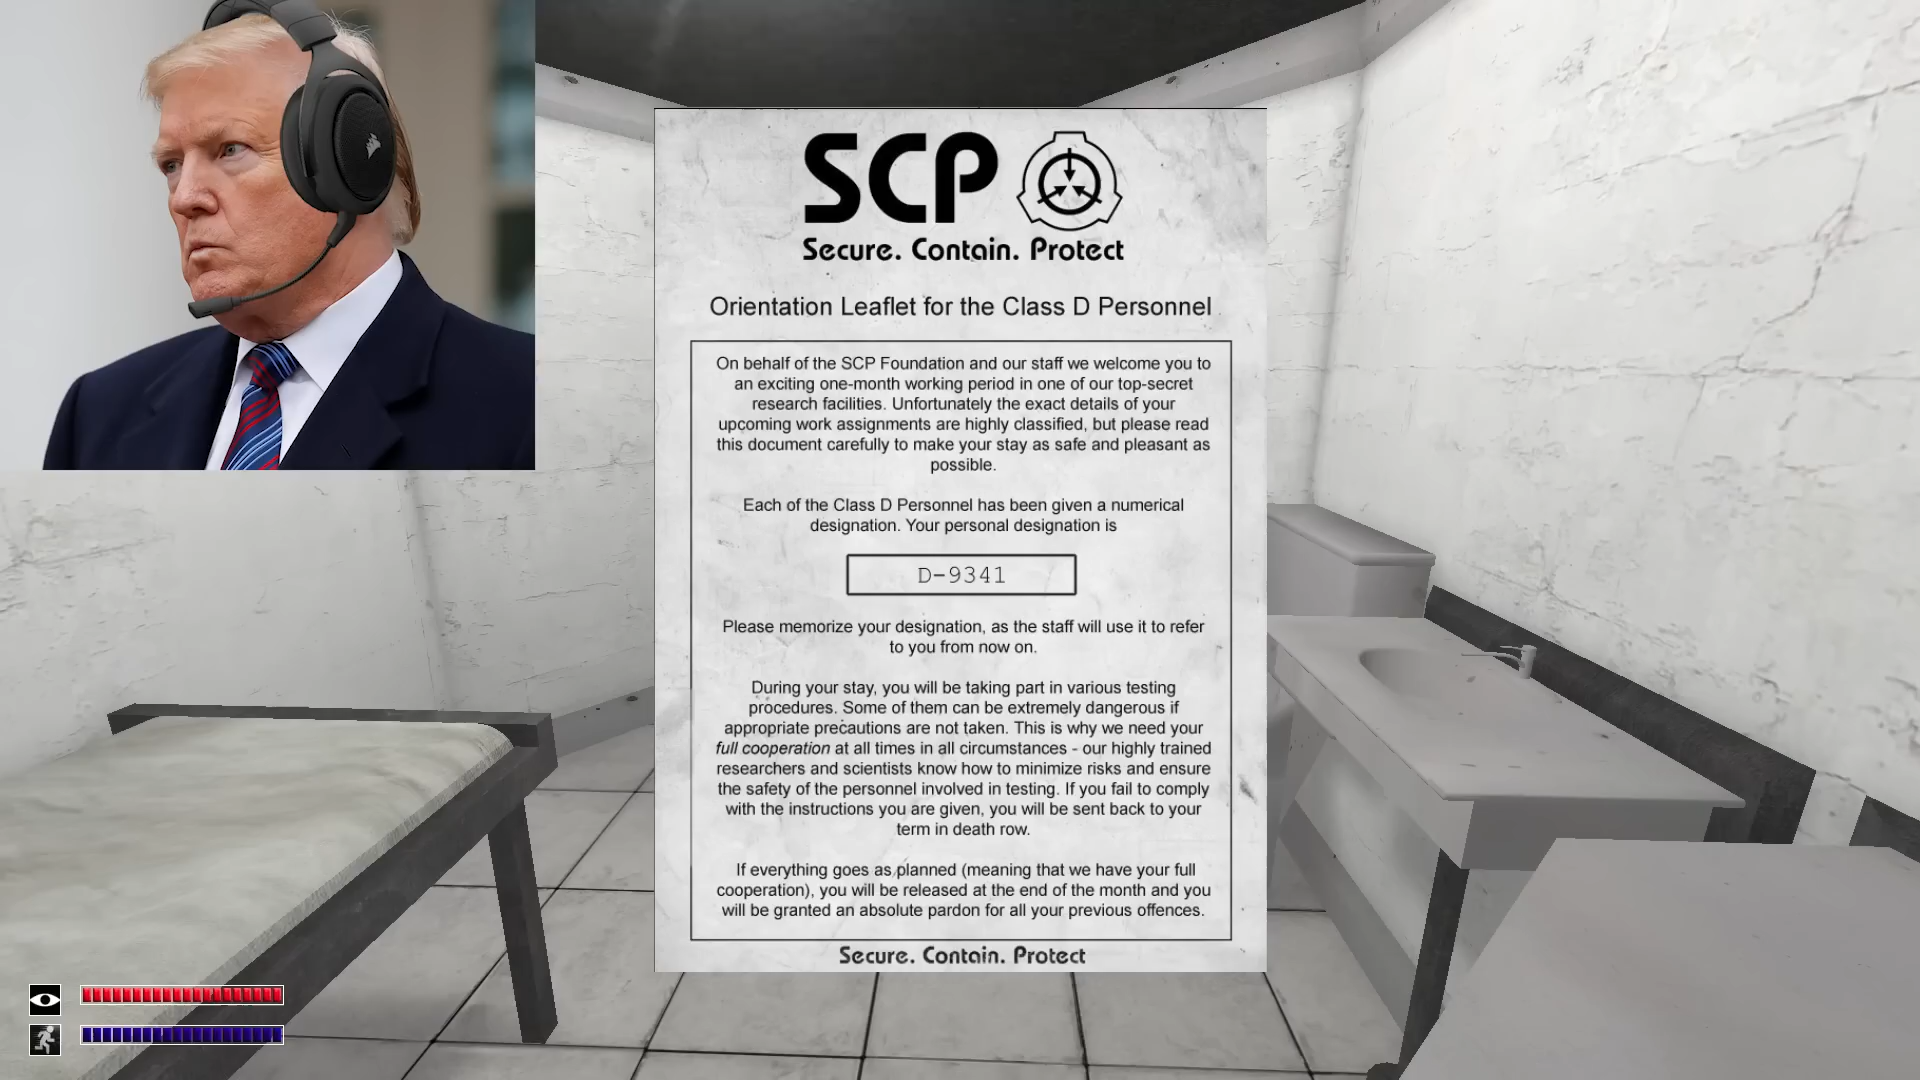 SCP
Secure. Contain. Protect
Orientation Leaflet for the Class D Personnel
On behalf of the SCP Foundation and our staff we welcome you to
an exciting one-month working period in one of our top-secret
research facilities. Unfortunately the exact details of your
upcoming work assignments are highly classified, but please read
this document carefully to make your stay as safe and pleasant as
possible.
Each of the Class D Personnel has been given a numerical
designation. Your personal designation is
D-9341
Please memorize your designation, as the staff will use it to refer
to you from now on.
During your stay, you will be taking part in various testing
procedures. Some of them can be extremely dangerous if
appropriate precautions are not taken. This is why we need your
full cooperation at all times in all circumstances - our highly trained
researchers and scientists know how to minimize risks and ensure
the safety of the personnel involved in testing. If you fail to comply
with the instructions you are given, you will be sent back to your
term in death row.
If everything goes as planned (meaning that we have your full
cooperation), you will be released at the end of the month and you
will be granted an absolute pardon for all your previous offences.
Secure. Contain. Protect